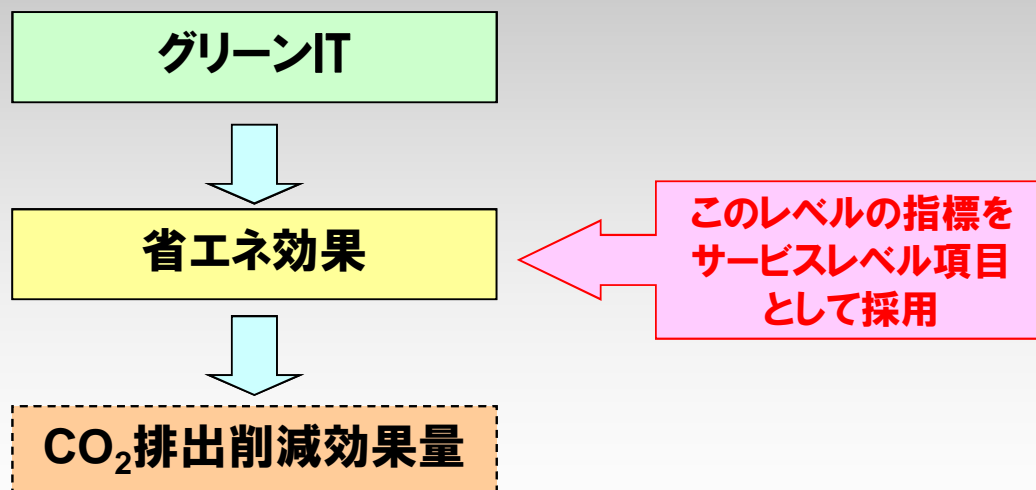 グリーンIT
省エネ効果
このレベルの指標を
サービスレベル項目
として採用
CO₂排出削減効果量